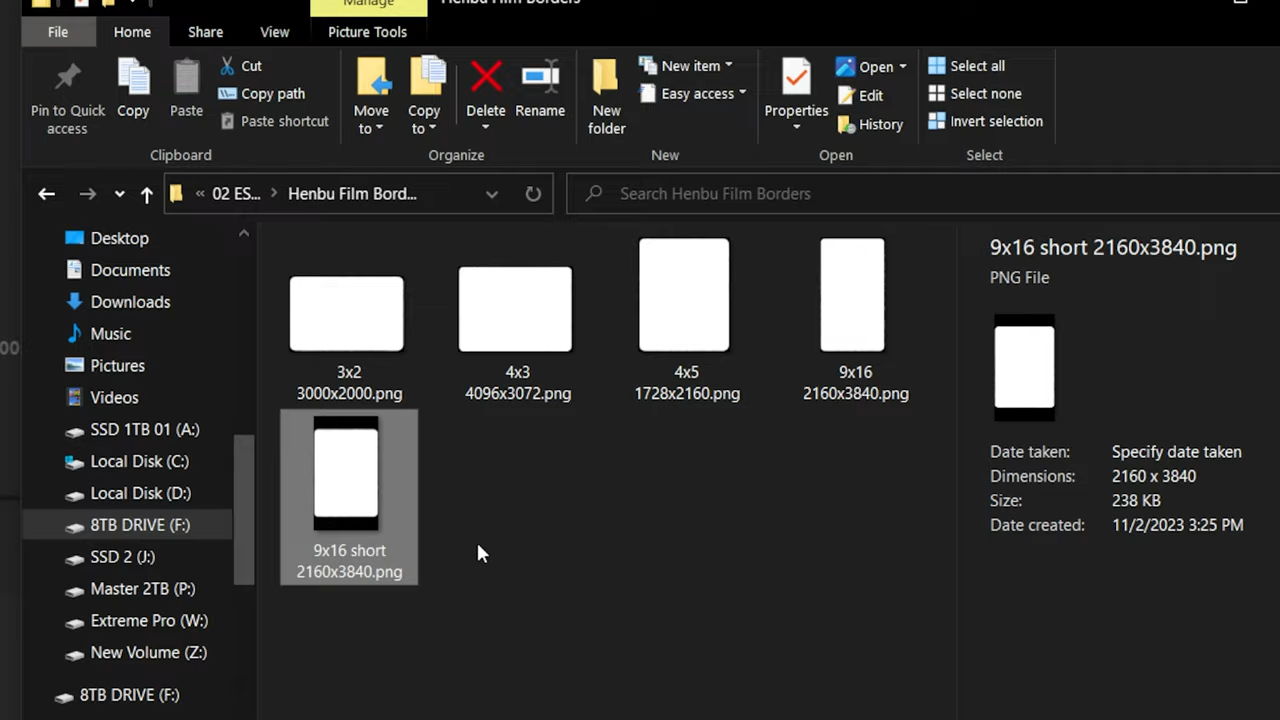 Manage
Henbu Film Borders
File
Home
Share
View
Picture Tools
Pin to Quick
access
Copy
Paste
Cut
Copy path
Paste shortcut
Clipboard
Move
to
Copy
to
Delete
Rename
Organize
New
folder
New item
Easy access
New
Properties
Open
Edit
History
Open
Select all
Select none
Invert selection
Select
« 02 ES...
Henbu Film Bord...
Search Henbu Film Borders
Desktop
Documents
Downloads
Music
Pictures
Videos
SSD 1TB 01 (A:)
Local Disk (C:)
Local Disk (D:)
8TB DRIVE (F:)
SSD 2 (J:)
Master 2TB (P:)
Extreme Pro (W:)
New Volume (Z:)
8TB DRIVE (F:)
00
3x2
3000x2000.png
4x3
4096x3072.png
4x5
1728x2160.png
9x16
2160x3840.png
9x16 short
2160x3840.png
9x16 short 2160x3840.png
PNG File
Date taken: Specify date taken
Dimensions: 2160 x 3840
Size: 238 KB
Date created: 11/2/2023 3:25 PM